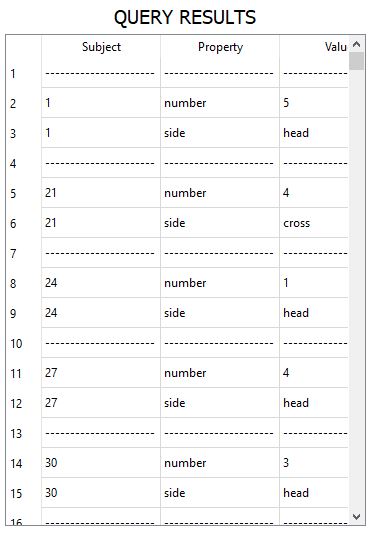 QUERY RESULTS
Subject Property Valu
1 ---------------------- ---------------------- -------------
2 1 number 5
3 1 side head
4 ---------------------- ---------------------- -------------
5 21 number 4
6 21 side cross
7 ---------------------- ---------------------- -------------
8 24 number 1
9 24 side head
10 ---------------------- ---------------------- -------------
11 27 number 4
12 27 side head
13 ---------------------- ---------------------- -------------
14 30 number 3
15 30 side head
16 ---------------------- ---------------------- -------------